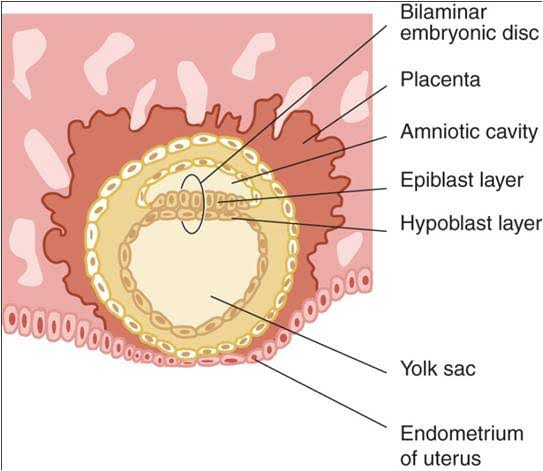 Bilaminar
embryonic disc
Placenta
Amniotic cavity
Epiblast layer
Hypoblast layer
Yolk sac
Endometrium
of uterus